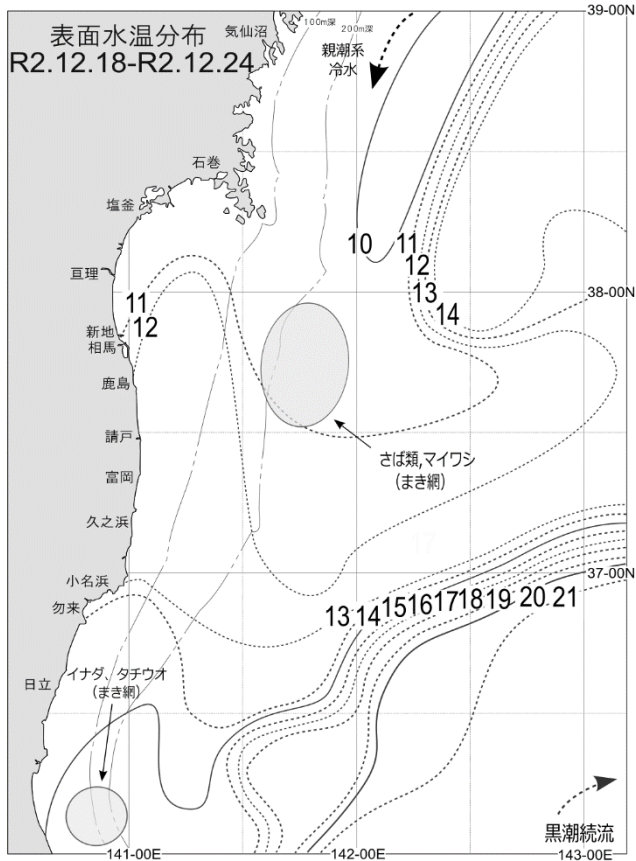 表面水温分布
R2.12.18-R2.12.24
気仙沼
100m深
200m深
39-00N
親潮系
冷水
石巻
塩釜
亘理
10
11
12
13
14
38-00N
11
12
新地
相馬
鹿島
請戸
富岡
久之浜
さば類,マイワシ
(まき網)
17
37-00N
小名浜
勿来
13
14
15
16
17
18
19
20
21
日立
イナダ、タチウオ
(まき網)
黒潮続流
141-00E
142-00E
143-00E